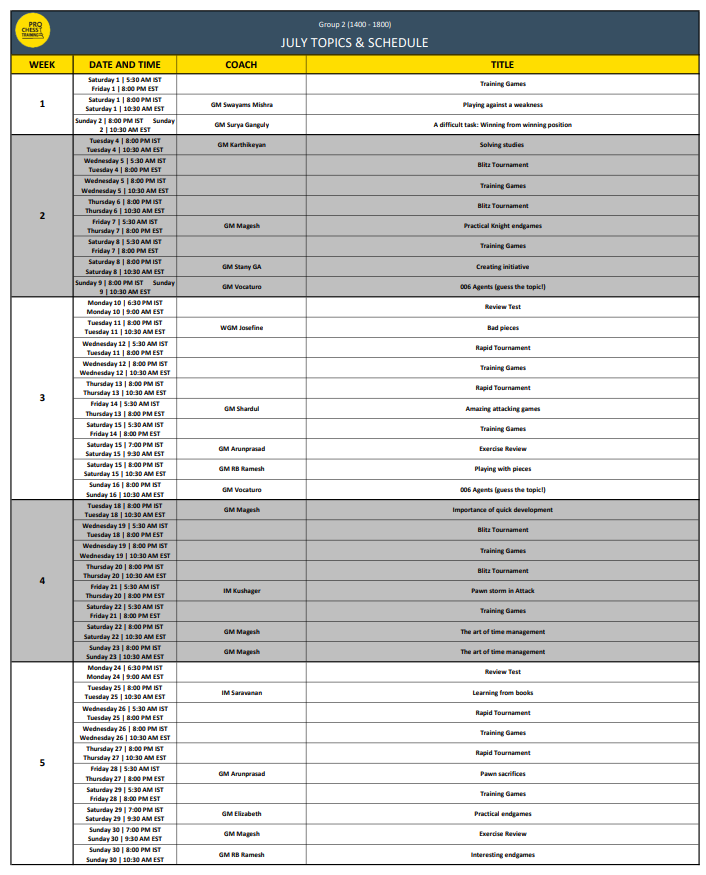 PRO
CHESS
TRAINING
Group 2 (1400 - 1800)
JULY TOPICS & SCHEDULE
WEEK DATE AND TIME COACH TITLE
1
Saturday 1 | 5:30 AM IST
Friday 1 | 8:00 PM EST
Training Games
Saturday 1 | 8:00 PM IST
Saturday 1 | 10:30 AM EST
GM Swayams Mishra
Playing against a weakness
Sunday 2 | 8:00 PM IST Sunday
2 | 10:30 AM EST
GM Surya Ganguly
A difficult task: Winning from winning position
2
Tuesday 4 | 8:00 PM IST
Tuesday 4 | 10:30 AM EST
GM Karthikeyan
Solving studies
Wednesday 5 | 5:30 AM IST
Tuesday 4 | 8:00 PM EST
Blitz Tournament
Wednesday 5 | 8:00 PM IST
Wednesday 5 | 10:30 AM EST
Training Games
Thursday 6 | 8:00 PM IST
Thursday 6 | 10:30 AM EST
Blitz Tournament
Friday 7 | 5:30 AM IST
Thursday 7 | 8:00 PM EST
GM Magesh
Practical Knight endgames
Saturday 8 | 5:30 AM IST
Friday 7 | 8:00 PM EST
Training Games
Saturday 8 | 8:00 PM IST
Saturday 8 | 10:30 AM EST
GM Stany GA
Creating initiative
Sunday 9 | 8:00 PM IST Sunday
9 | 10:30 AM EST
GM Vocaturo
006 Agents (guess the topic!)
3
Monday 10 | 6:30 PM IST
Monday 10 | 9:00 AM EST
Review Test
Tuesday 11 | 8:00 PM IST
Tuesday 11 | 10:30 AM EST
WGM Josefine
Bad pieces
Wednesday 12 | 5:30 AM IST
Tuesday 11 | 8:00 PM EST
Rapid Tournament
Wednesday 12 | 8:00 PM IST
Wednesday 12 | 10:30 AM EST
Training Games
Thursday 13 | 8:00 PM IST
Thursday 13 | 10:30 AM EST
Rapid Tournament
Friday 14 | 5:30 AM IST
Thursday 13 | 8:00 PM EST
GM Shardul
Amazing attacking games
Saturday 15 | 5:30 AM IST
Friday 14 | 8:00 PM EST
Training Games
Saturday 15 | 7:00 PM IST
Saturday 15 | 9:30 AM EST
GM Arunprasad
Exercise Review
Saturday 15 | 8:00 PM IST
Saturday 15 | 10:30 AM EST
GM RB Ramesh
Playing with pieces
Sunday 16 | 8:00 PM IST
Sunday 16 | 10:30 AM EST
GM Vocaturo
006 Agents (guess the topic!)
4
Tuesday 18 | 8:00 PM IST
Tuesday 18 | 10:30 AM EST
GM Magesh
Importance of quick development
Wednesday 19 | 5:30 AM IST
Tuesday 18 | 8:00 PM EST
Blitz Tournament
Wednesday 19 | 8:00 PM IST
Wednesday 19 | 10:30 AM EST
Training Games
Thursday 20 | 8:00 PM IST
Thursday 20 | 10:30 AM EST
Blitz Tournament
Friday 21 | 5:30 AM IST
Thursday 20 | 8:00 PM EST
IM Kushager
Pawn storm in Attack
Saturday 22 | 5:30 AM IST
Friday 21 | 8:00 PM EST
Training Games
Saturday 22 | 8:00 PM IST
Saturday 22 | 10:30 AM EST
GM Magesh
The art of time management
Sunday 23 | 8:00 PM IST
Sunday 23 | 10:30 AM EST
GM Magesh
The art of time management
5
Monday 24 | 6:30 PM IST
Monday 24 | 9:00 AM EST
Review Test
Tuesday 25 | 8:00 PM IST
Tuesday 25 | 10:30 AM EST
IM Saravanan
Learning from books
Wednesday 26 | 5:30 AM IST
Tuesday 25 | 8:00 PM EST
Rapid Tournament
Wednesday 26 | 8:00 PM IST
Wednesday 26 | 10:30 AM EST
Training Games
Thursday 27 | 8:00 PM IST
Thursday 27 | 10:30 AM EST
Rapid Tournament
Friday 28 | 5:30 AM IST
Thursday 27 | 8:00 PM EST
GM Arunprasad
Pawn sacrifices
Saturday 29 | 5:30 AM IST
Friday 28 | 8:00 PM EST
Training Games
Saturday 29 | 7:00 PM IST
Saturday 29 | 9:30 AM EST
GM Elizabeth
Practical endgames
Sunday 30 | 7:00 PM IST
Sunday 30 | 9:30 AM EST
GM Magesh
Exercise Review
Sunday 30 | 8:00 PM IST
Sunday 30 | 10:30 AM EST
GM RB Ramesh
Interesting endgames